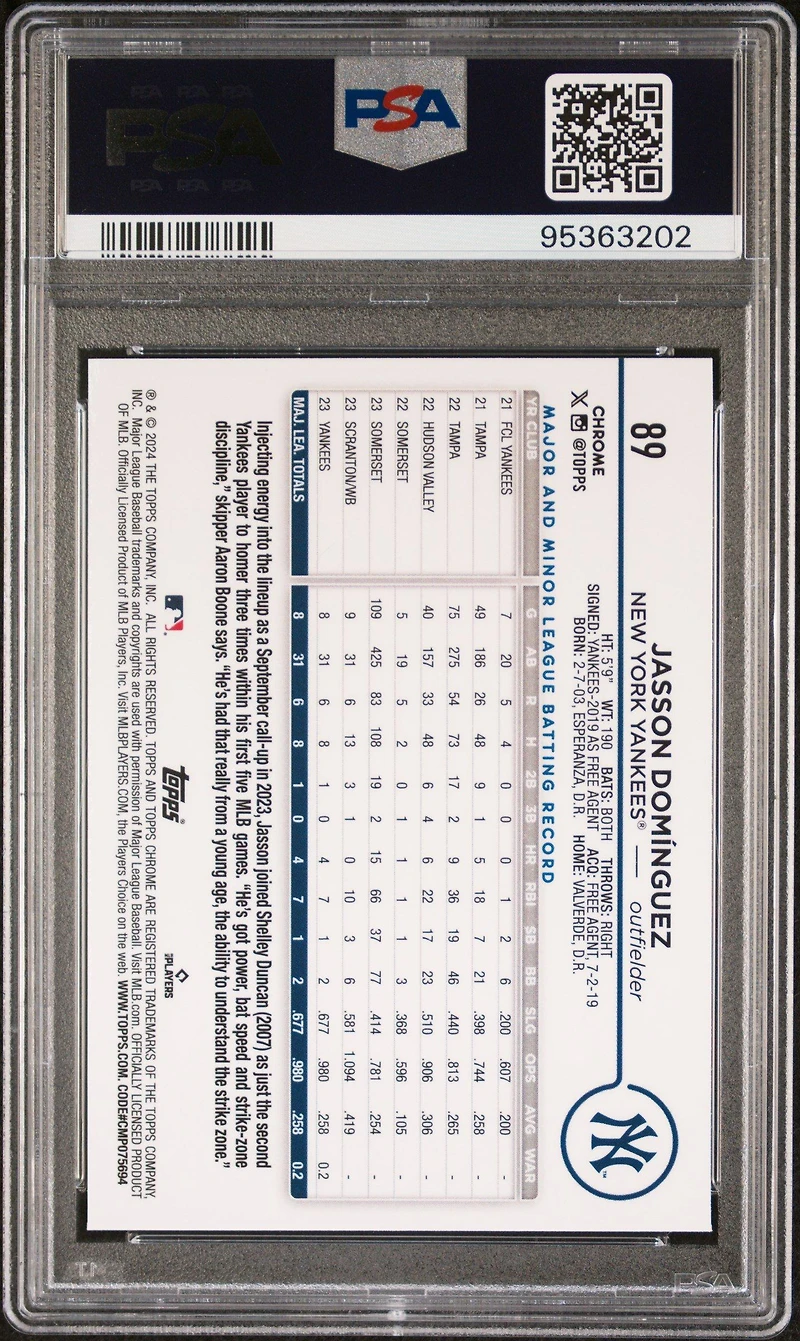 PSA PSA PSA
PSA
PSA PSA PSA
PSA
95363202
89
JASSON DOMÍNGUEZ
NEW YORK YANKEES® — outfielder
CHROME
@TOPPS
HT: 5'9" WT: 190 BATS: BOTH THROWS: RIGHT
SIGNED: YANKEES-2019 AS FREE AGENT ACQ: FREE AGENT, 7-2-19
BORN: 2-7-03, ESPERANZA, D.R. HOME: VALVERDE, D.R.
NY
™
MAJOR AND MINOR LEAGUE BATTING RECORD
YR CLUB G AB R H 2B 3B HR RBI SB BB SLG OPS AVG WAR
21 FCL YANKEES 7 20 5 4 0 0 0 1 2 6 .200 .607 .200 -
21 TAMPA 49 186 26 48 9 1 5 18 7 21 .398 .744 .258 -
22 TAMPA 75 275 54 73 17 2 9 36 19 46 .440 .813 .265 -
22 HUDSON VALLEY 40 157 33 48 6 4 6 22 17 23 .510 .906 .306 -
22 SOMERSET 5 19 5 2 0 1 1 1 1 3 .368 .596 .105 -
23 SOMERSET 109 425 83 108 19 2 15 66 37 77 .414 .781 .254 -
23 SCRANTON/WB 9 31 6 13 3 1 0 10 3 6 .581 1.094 .419 -
23 YANKEES 8 31 6 8 1 0 4 7 1 2 .677 .980 .258 0.2
MAJ. LEA. TOTALS 8 31 6 8 1 0 4 7 1 2 .677 .980 .258 0.2
Injecting energy into the lineup as a September call-up in 2023, Jasson joined Shelley Duncan (2007) as just the second
Yankees player to homer three times within his first five MLB games. "He's got power, bat speed and strike-zone
discipline," skipper Aaron Boone says. "He's had that really from a young age, the ability to understand the strike zone."
topps®
PLAYERS
® & © 2024 THE TOPPS COMPANY, INC. ALL RIGHTS RESERVED. TOPPS AND TOPPS CHROME ARE REGISTERED TRADEMARKS OF THE TOPPS COMPANY,
INC. Major League Baseball trademarks and copyrights are used with permission of Major League Baseball. Visit MLB.com. OFFICIALLY LICENSED PRODUCT
OF MLB. Officially Licensed Product of MLB Players, Inc. Visit MLBPLAYERS.COM, the Players Choice on the web. WWW.TOPPS.COM. CODE#CMP075694
PSA